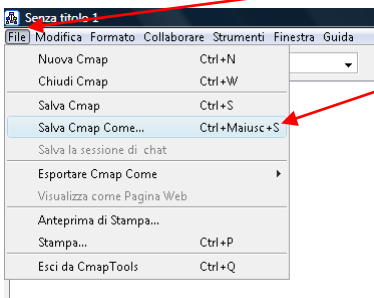 Senza titolo 1
File Modifica Formato Collaborare Strumenti Finestra Guida
Nuova Cmap Ctrl+N
Chiudi Cmap Ctrl+W
Salva Cmap Ctrl+S
Salva Cmap Come... Ctrl+Maiusc+S
Salva la sessione di chat
Esportare Cmap Come
Visualizza come Pagina Web
Anteprima di Stampa...
Stampa... Ctrl+P
Esci da CmapTools Ctrl+Q